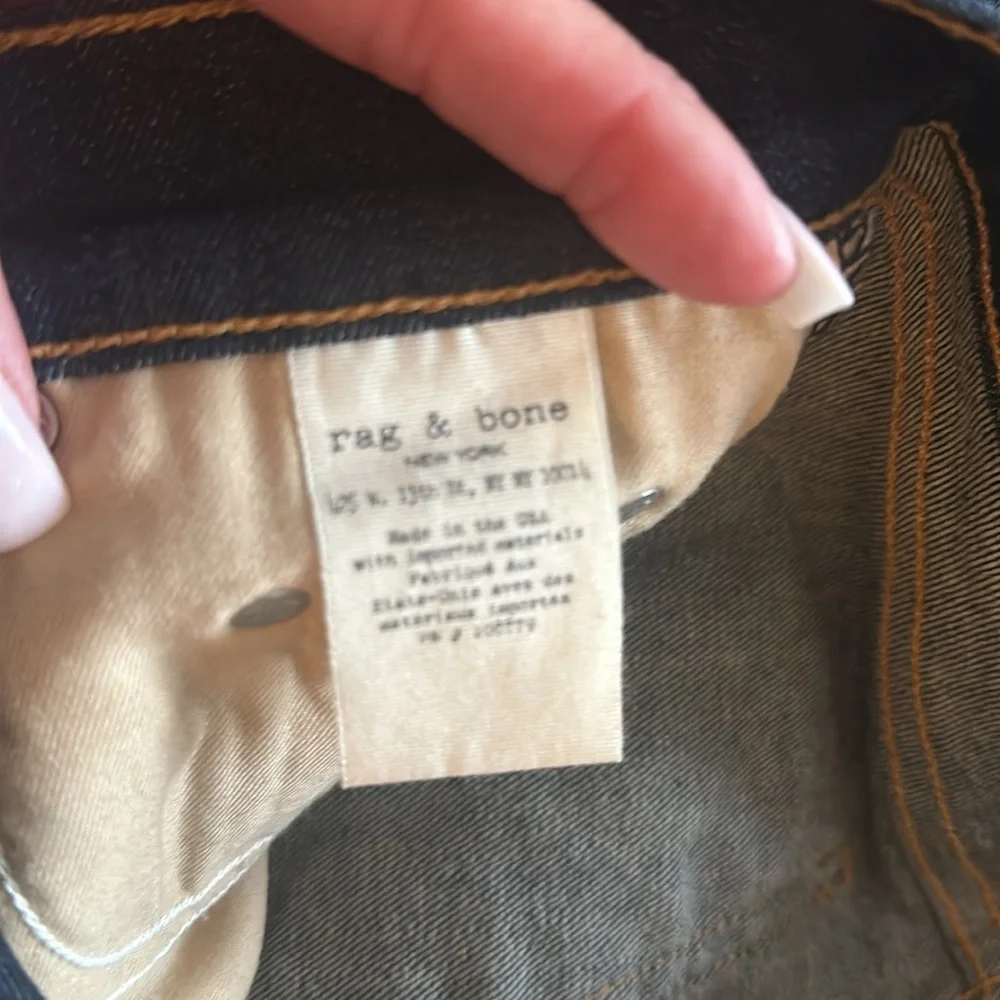 rag & bone
NEW YORK
425 W. 13th St, NY NY 10014
Made in the USA
with imported materials
Fabriqué Aux
États-Unis avec des
materiaux importes